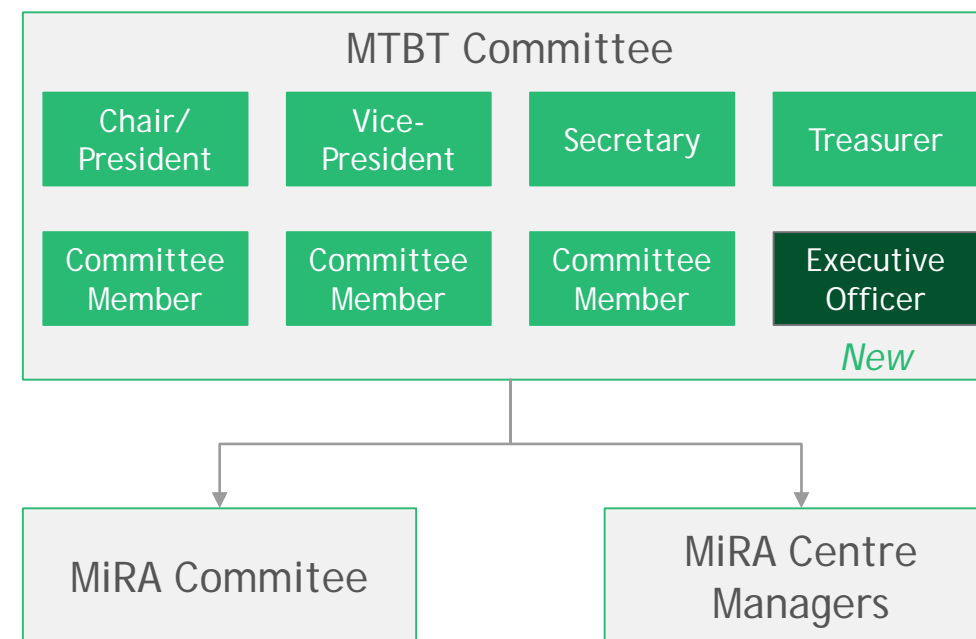 MTBT Committee
Chair/
President
Vice-
President
Secretary
Treasurer
Committee
Member
Committee
Member
Committee
Member
Executive
Officer
New
MiRA Commitee
MiRA Centre
Managers